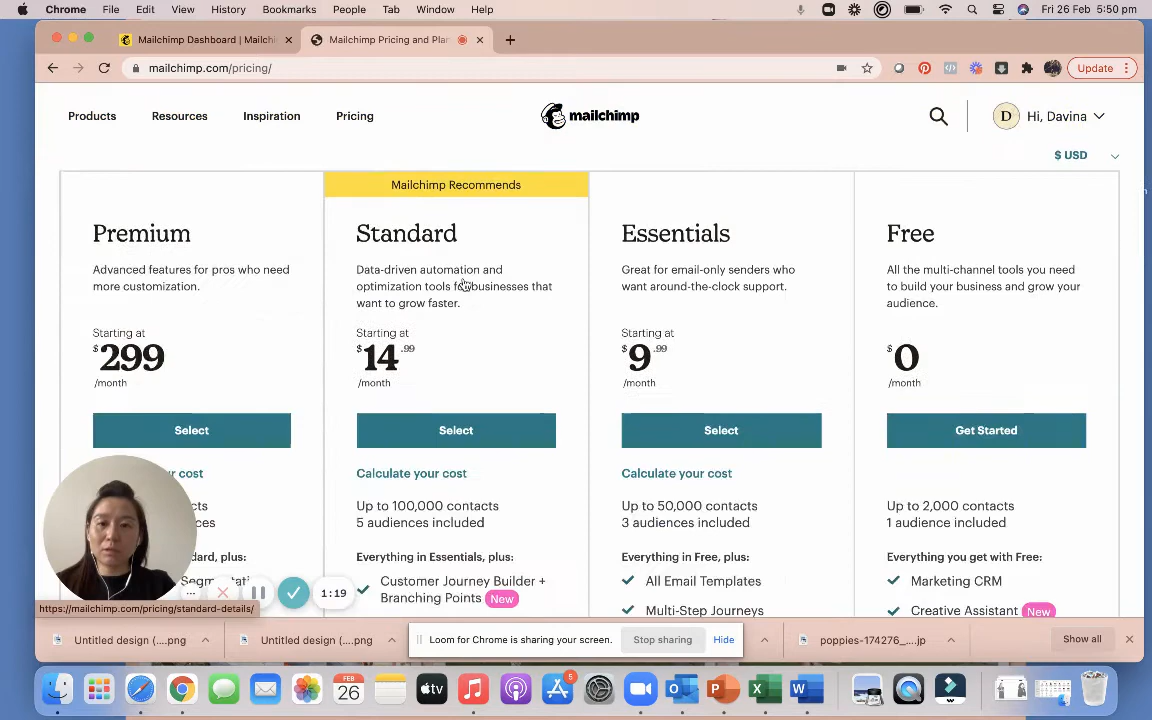 Chrome File Edit View History Bookmarks People Tab Window Help Fri 26 Feb 5:50 pm
Mailchimp Dashboard | Mailchi
Mailchimp Pricing and Plan
mailchimp.com/pricing/
Update
Products Resources Inspiration Pricing
mailchimp
D Hi, Davina
$ USD
Mailchimp Recommends
Premium
Advanced features for pros who need
more customization.
Starting at
$299
/month
Select
Standard
Data-driven automation and
optimization tools for businesses that
want to grow faster.
Starting at
$14.99
/month
Select
Calculate your cost
Up to 100,000 contacts
5 audiences included
Everything in Essentials, plus:
Customer Journey Builder +
Branching Points New
Essentials
Great for email-only senders who
want around-the-clock support.
Starting at
$9.99
/month
Select
Calculate your cost
Up to 50,000 contacts
3 audiences included
Everything in Free, plus:
All Email Templates
Multi-Step Journeys
Free
All the multi-channel tools you need
to build your business and grow your
audience.
$0
/month
Get Started
Up to 2,000 contacts
1 audience included
Everything you get with Free:
Marketing CRM
Creative Assistant New
r cost
plus:
1:19
https://mailchimp.com/pricing/standard-details/
Untitled design (....png
Untitled design (....png
Loom for Chrome is sharing your screen. Stop sharing Hide
poppies-174276_....jp
Show all
FEB
26
tv
5